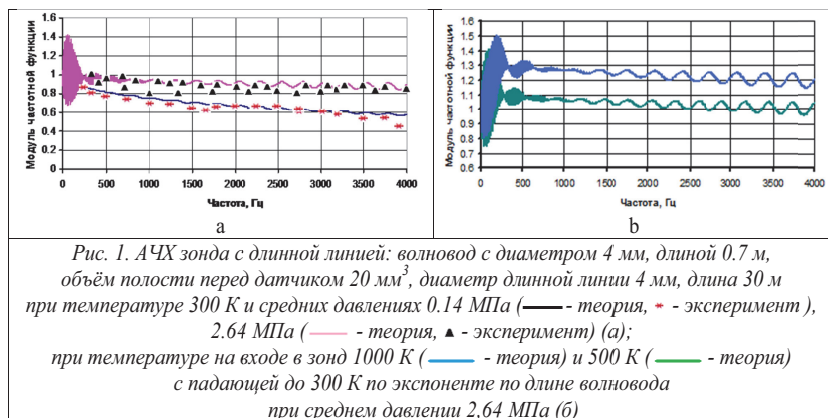 Модуль частотной функции
1.6
1.4
1.2
1
0.8
0.6
0.4
0.2
0
0 500 1000 1500 2000 2500 3000 3500 4000
Частота, Гц
а
Модуль частотной функции
1.6
1.5
1.4
1.3
1.2
1.1
1
0.9
0.8
0.7
0.6
0 500 1000 1500 2000 2500 3000 3500 4000
Частота, Гц
b
Рис. 1. АЧХ зонда с длинной линией: волновод с диаметром 4 мм, длиной 0.7 м,
объём полости перед датчиком 20 мм³, диаметр длинной линии 4 мм, длина 30 м
при температуре 300 К и средних давлениях 0.14 МПа (—— - теория, * - эксперимент ),
2.64 МПа ( —— - теория, ▲ - эксперимент) (а);
при температуре на входе в зонд 1000 К ( —— - теория) и 500 К ( —— - теория)
с падающей до 300 К по экспоненте по длине волновода
при среднем давлении 2,64 МПа (б)